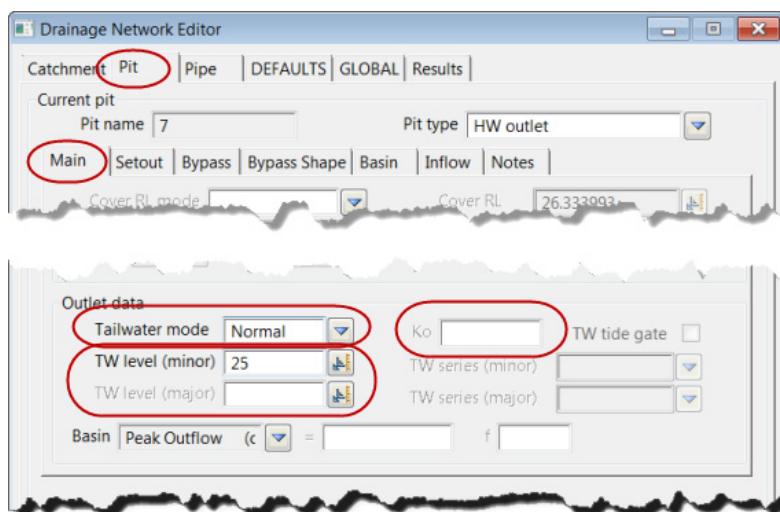 Drainage Network Editor
Catchment Pit Pipe DEFAULTS GLOBAL Results
Current pit
Pit name 7 Pit type HW outlet
Main Setout Bypass Bypass Shape Basin Inflow Notes
Cover RL mode Cover RL 26.333993
Outlet data
Tailwater mode Normal Ko TW tide gate
TW level (minor) 25 TW series (minor)
TW level (major) TW series (major)
Basin Peak Outflow (c = f